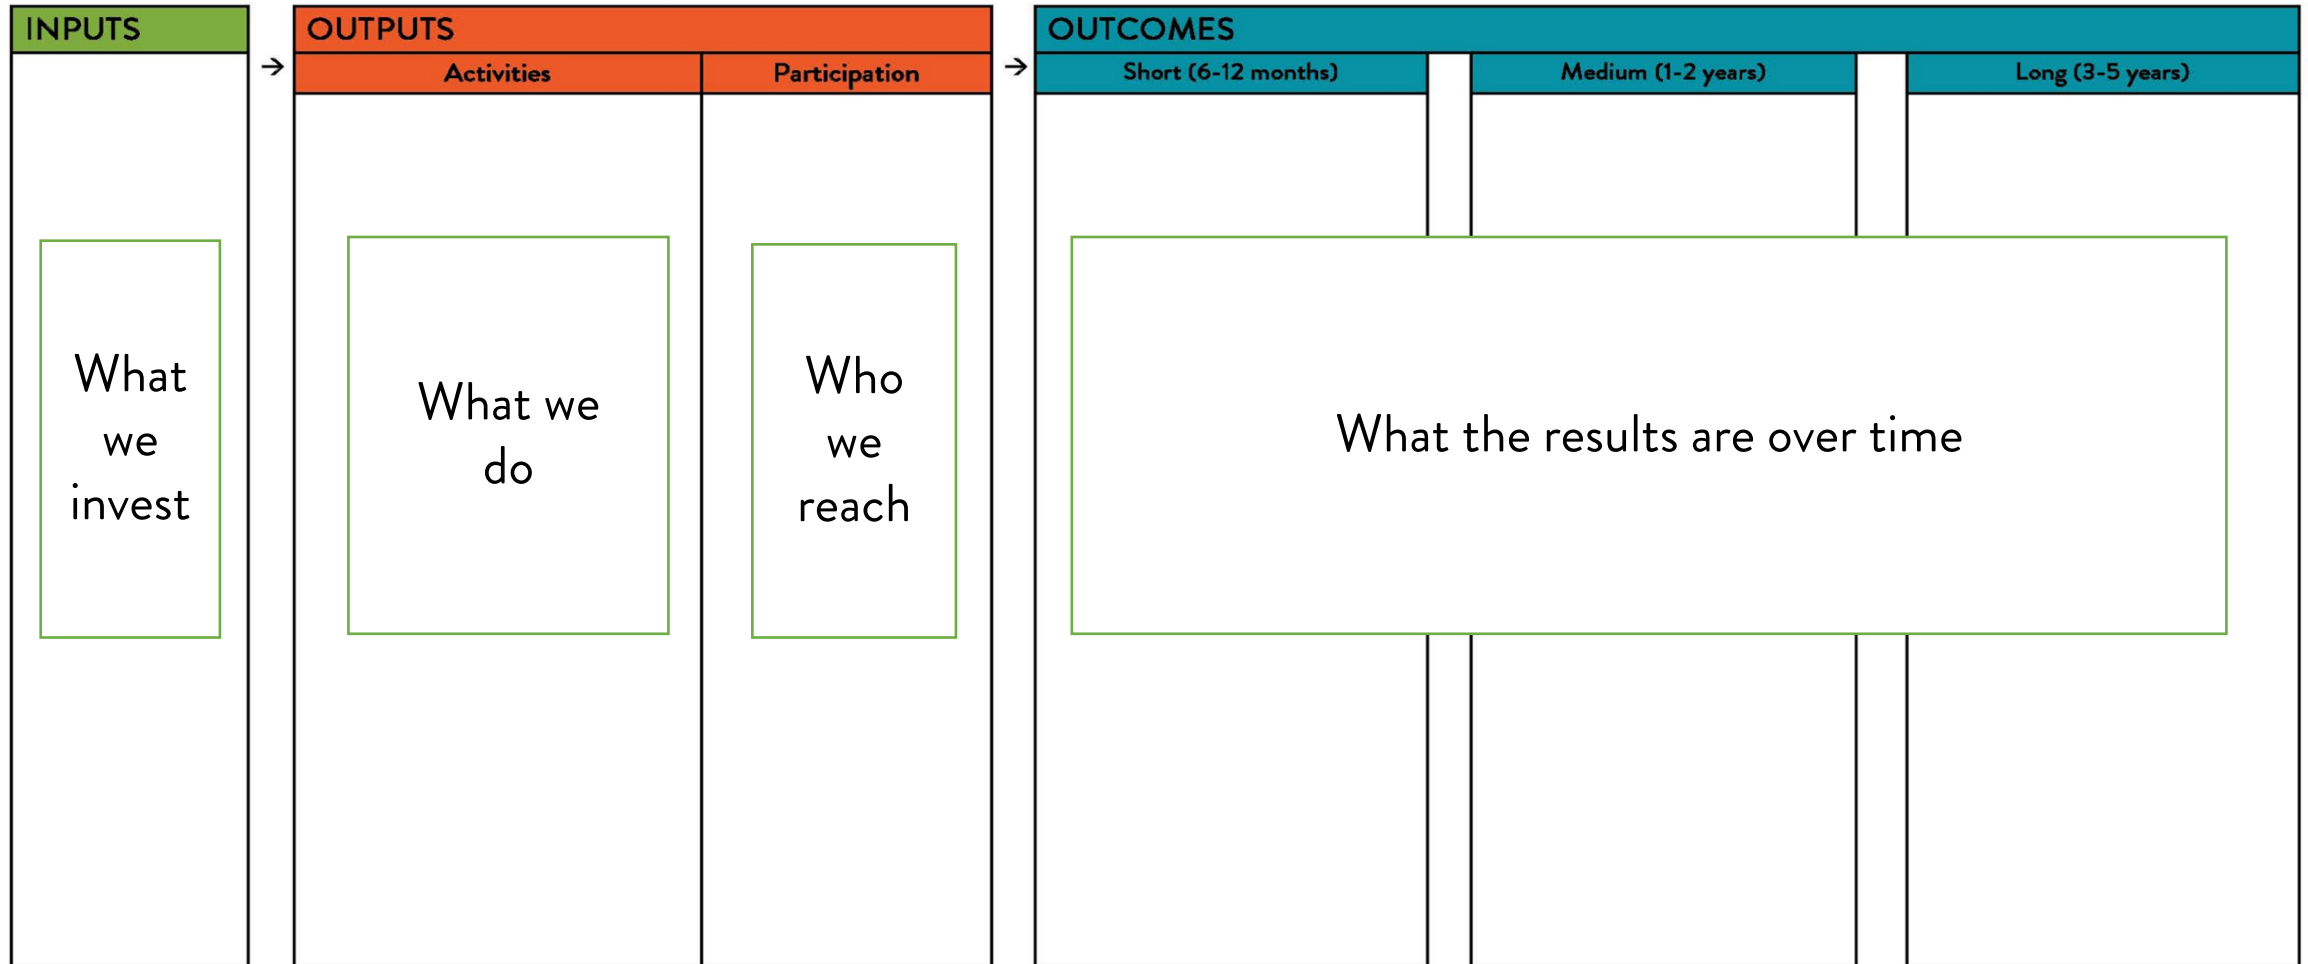 INPUTS
→
OUTPUTS
Activities
Participation
→
OUTCOMES
Short (6-12 months)
Medium (1-2 years)
Long (3-5 years)
What
we
invest
What we
do
Who
we
reach
What the results are over time